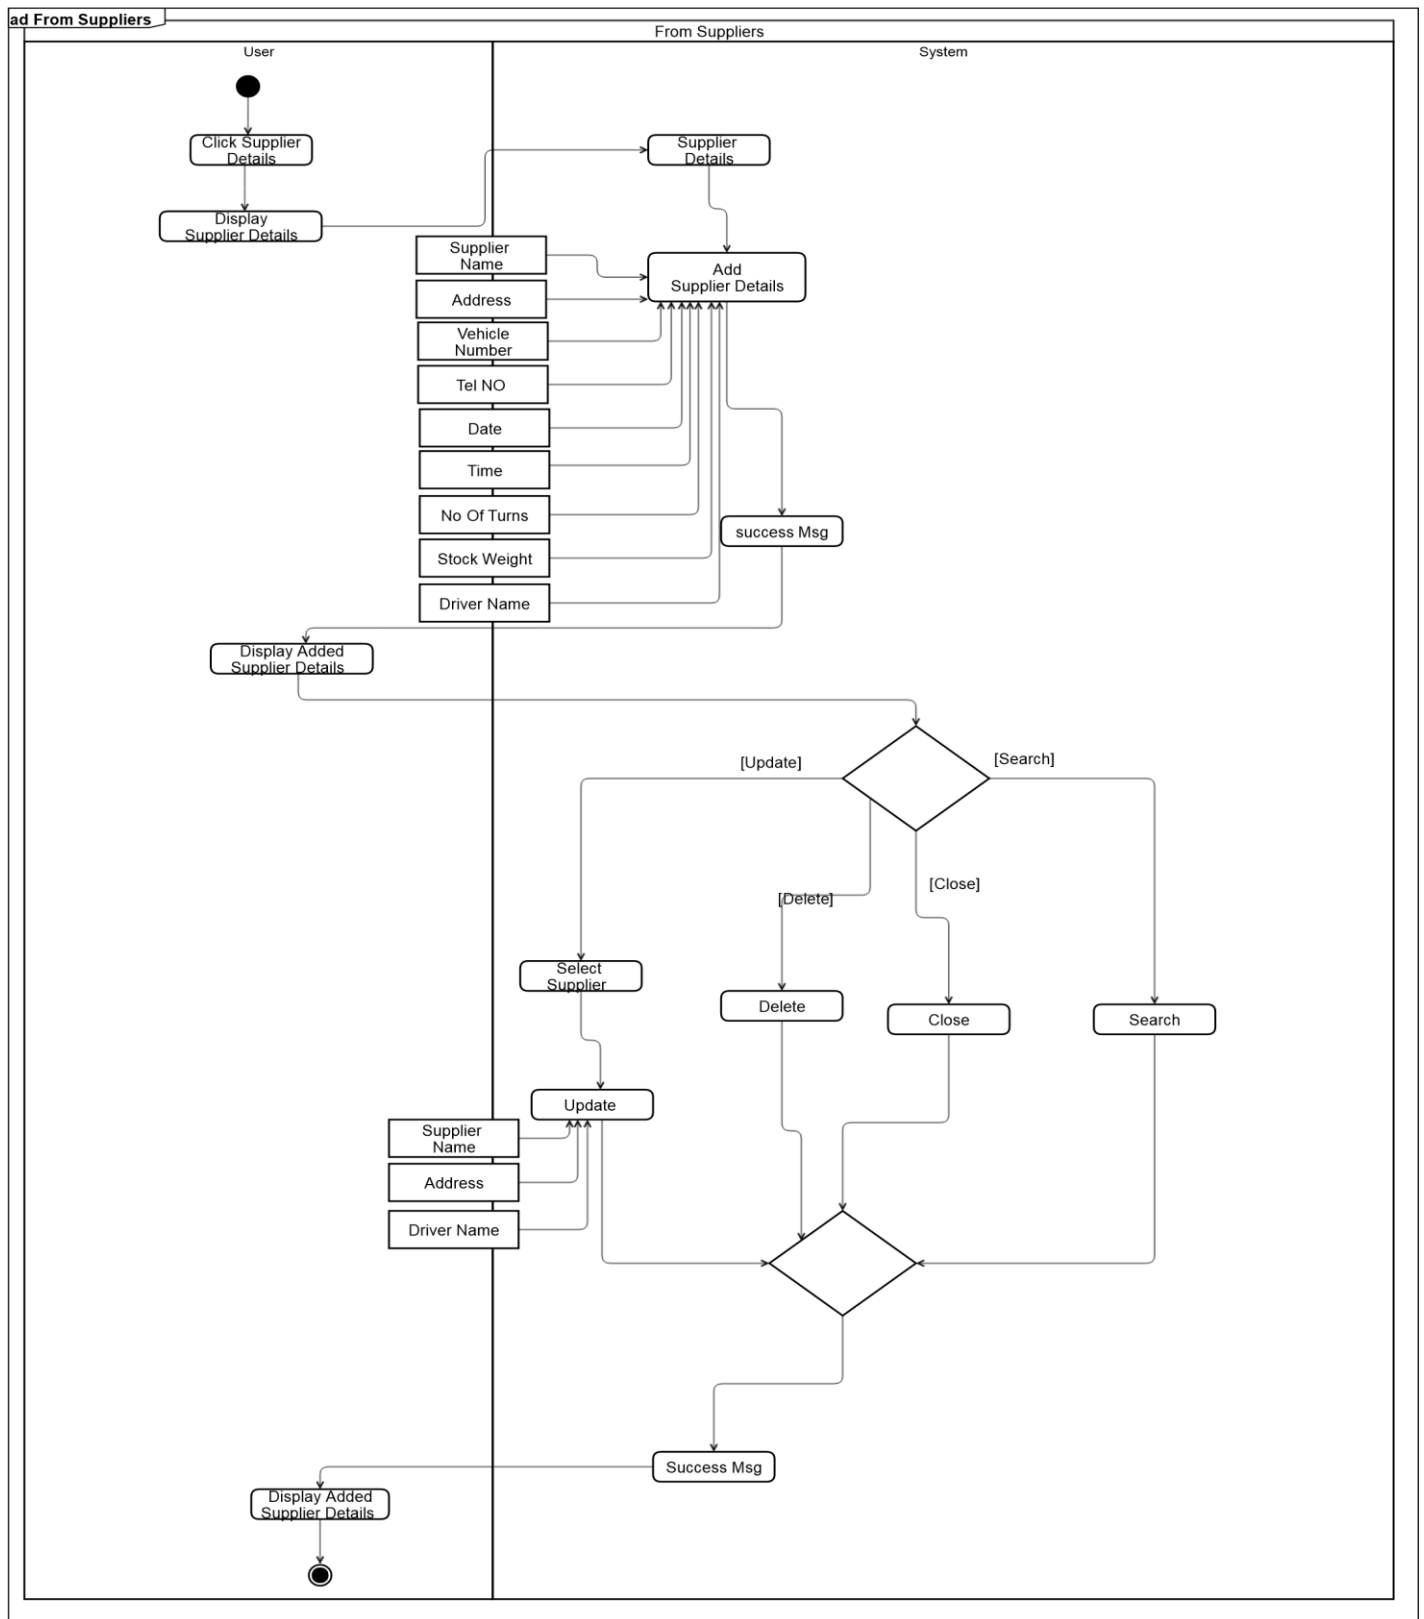 ad From Suppliers
From Suppliers
User
System
Click Supplier
Details
Supplier
Details
Display
Supplier Details
Supplier
Name
Add
Supplier Details
Address
Vehicle
Number
Tel NO
Date
Time
No Of Turns
success Msg
Stock Weight
Driver Name
Display Added
Supplier Details
[Update]
[Search]
[Delete]
[Close]
Select
Supplier
Delete
Close
Search
Update
Supplier
Name
Address
Driver Name
Success Msg
Display Added
Supplier Details